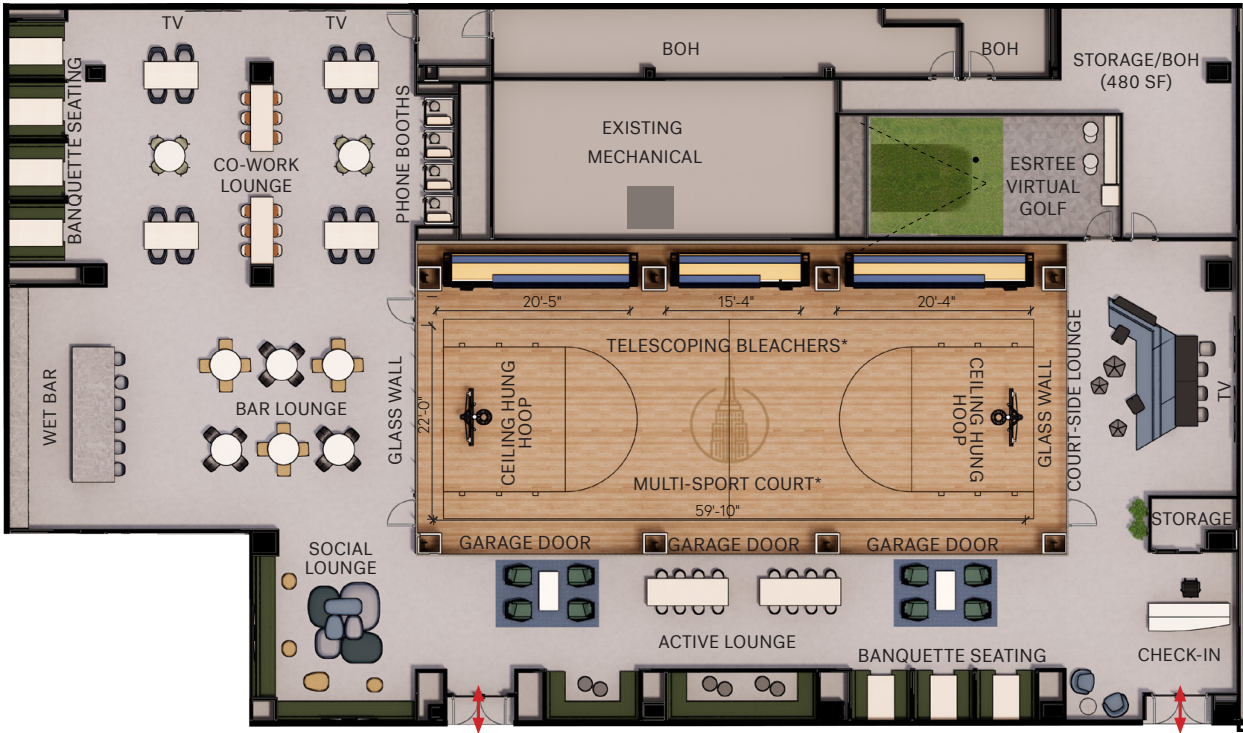 TV
TV
BOH
BOH
STORAGE/BOH
(480 SF)
BANQUETTE SEATING
CO-WORK
LOUNGE
PHONE BOOTHS
EXISTING
MECHANICAL
ESRTEE
VIRTUAL
GOLF
20'-5"
15'-4"
20'-4"
TELESCOPING BLEACHERS*
WET BAR
BAR LOUNGE
GLASS WALL
22'-0"
CEILING HUNG
HOOP
CEILING HUNG
HOOP
GLASS WALL
COURT-SIDE LOUNGE
TV
MULTI-SPORT COURT*
59'-10"
STORAGE
GARAGE DOOR
GARAGE DOOR
GARAGE DOOR
SOCIAL
LOUNGE
ACTIVE LOUNGE
BANQUETTE SEATING
CHECK-IN